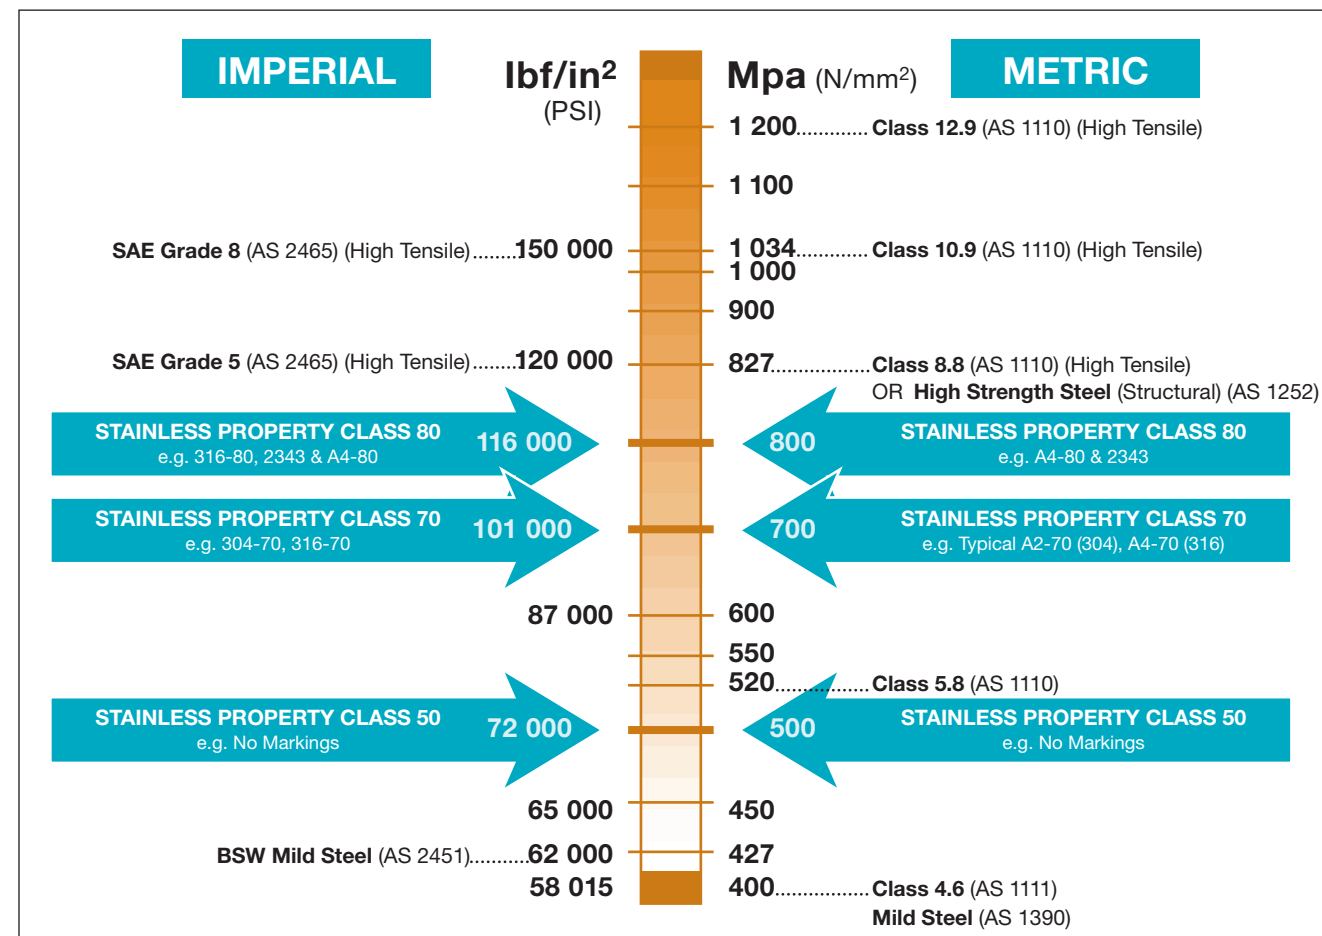 IMPERIAL
lbf/in² (PSI)
Mpa (N/mm²)
METRIC
1 200............. Class 12.9 (AS 1110) (High Tensile)
1 100
SAE Grade 8 (AS 2465) (High Tensile)........150 000
1 034............. Class 10.9 (AS 1110) (High Tensile)
1 000
900
SAE Grade 5 (AS 2465) (High Tensile)........120 000
827................. Class 8.8 (AS 1110) (High Tensile)
OR High Strength Steel (Structural) (AS 1252)
STAINLESS PROPERTY CLASS 80 116 000
e.g. 316-80, 2343 & A4-80
800 STAINLESS PROPERTY CLASS 80
e.g. A4-80 & 2343
STAINLESS PROPERTY CLASS 70 101 000
e.g. 304-70, 316-70
700 STAINLESS PROPERTY CLASS 70
e.g. Typical A2-70 (304), A4-70 (316)
87 000 600
550
520................ Class 5.8 (AS 1110)
STAINLESS PROPERTY CLASS 50 72 000
e.g. No Markings
500 STAINLESS PROPERTY CLASS 50
e.g. No Markings
65 000 450
BSW Mild Steel (AS 2451)..........62 000 427
58 015 400................ Class 4.6 (AS 1111)
Mild Steel (AS 1390)